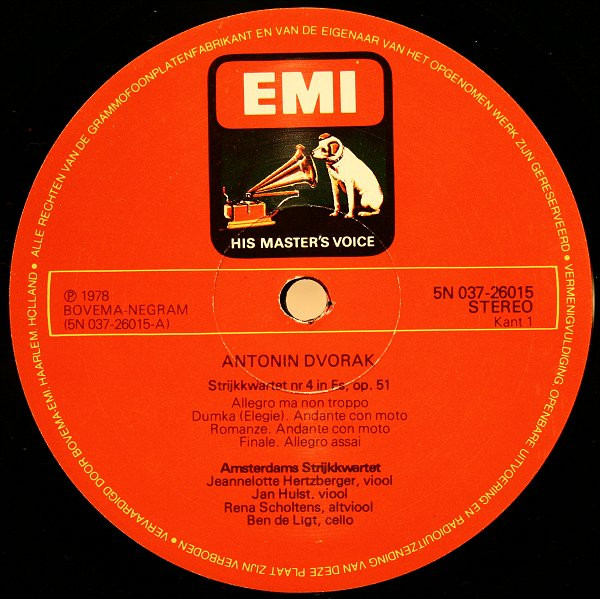 ALLE RECHTEN VAN DE GRAMMOFOONPLATENFABRIKANT EN VAN DE EIGENAAR VAN HET OPGENOMEN WERK ZIJN GERESERVEERD • VERMENIGVULDIGING OPENBARE UITVOERING EN RADIOUITZENDING VAN DEZE PLAAT ZIJN VERBODEN • VERVAARDIGD DOOR BOVEMA-EMI HAARLEM HOLLAND •
EMI
HIS MASTER'S VOICE
℗ 1978
BOVEMA-NEGRAM
(5N 037-26015-A)
5N 037-26015
STEREO
Kant 1
ANTONIN DVORAK
Strijkkwartet nr 4 in Es, op. 51
Allegro ma non troppo
Dumka (Elegie). Andante con moto
Romanze. Andante con moto
Finale. Allegro assai
Amsterdams Strijkkwartet
Jeannelotte Hertzberger, viool
Jan Hulst, viool
Rena Scholtens, altviool
Ben de Ligt, cello